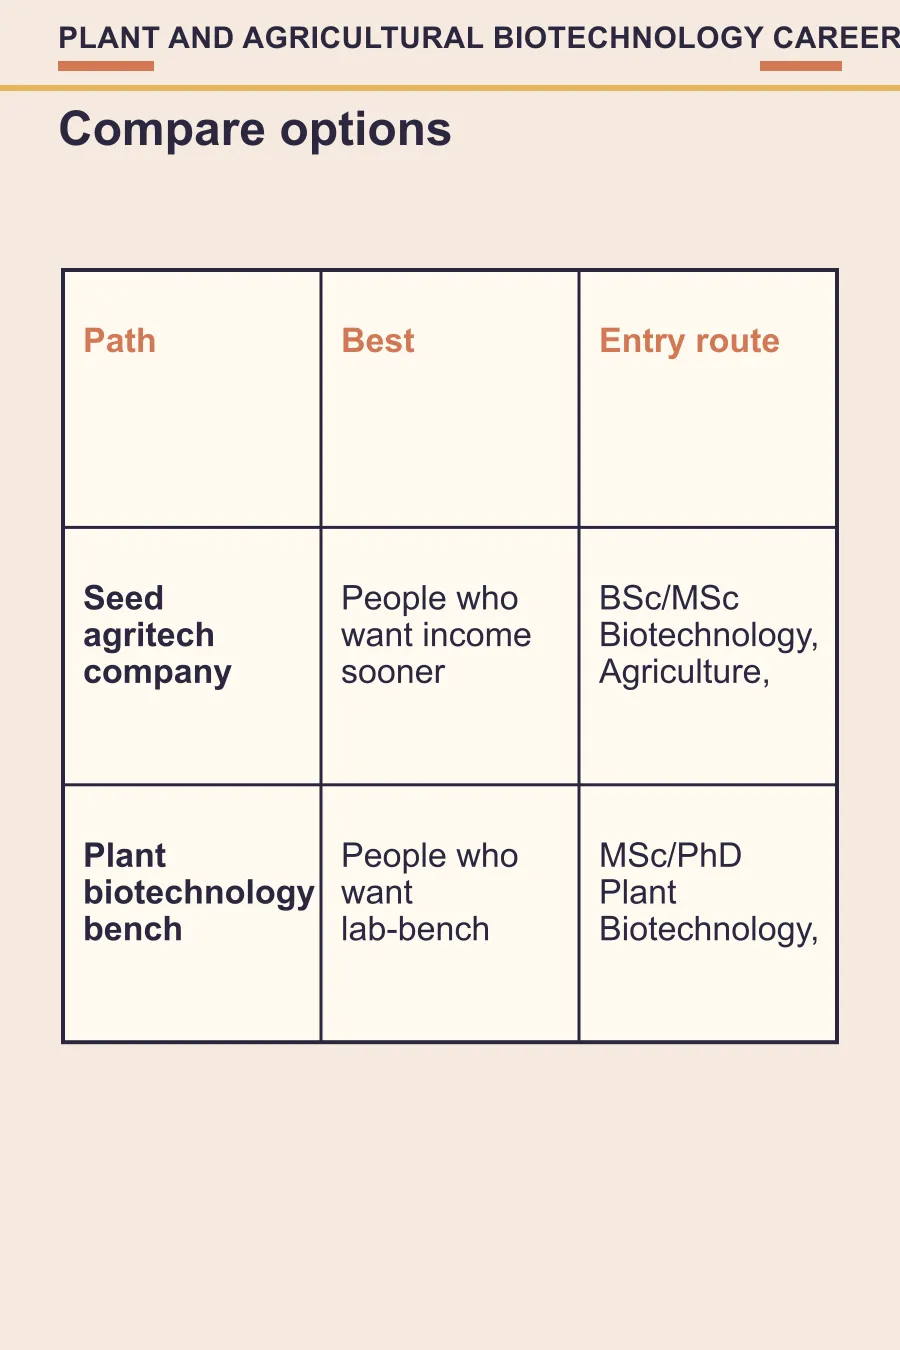 PLANT AND AGRICULTURAL BIOTECHNOLOGY CAREER
Compare options
Path
Best
Entry route
Seed
agritech
company
People who
want income
sooner
BSc/MSc
Biotechnology,
Agriculture,
Plant
biotechnology
bench
People who
want
lab-bench
MSc/PhD
Plant
Biotechnology,